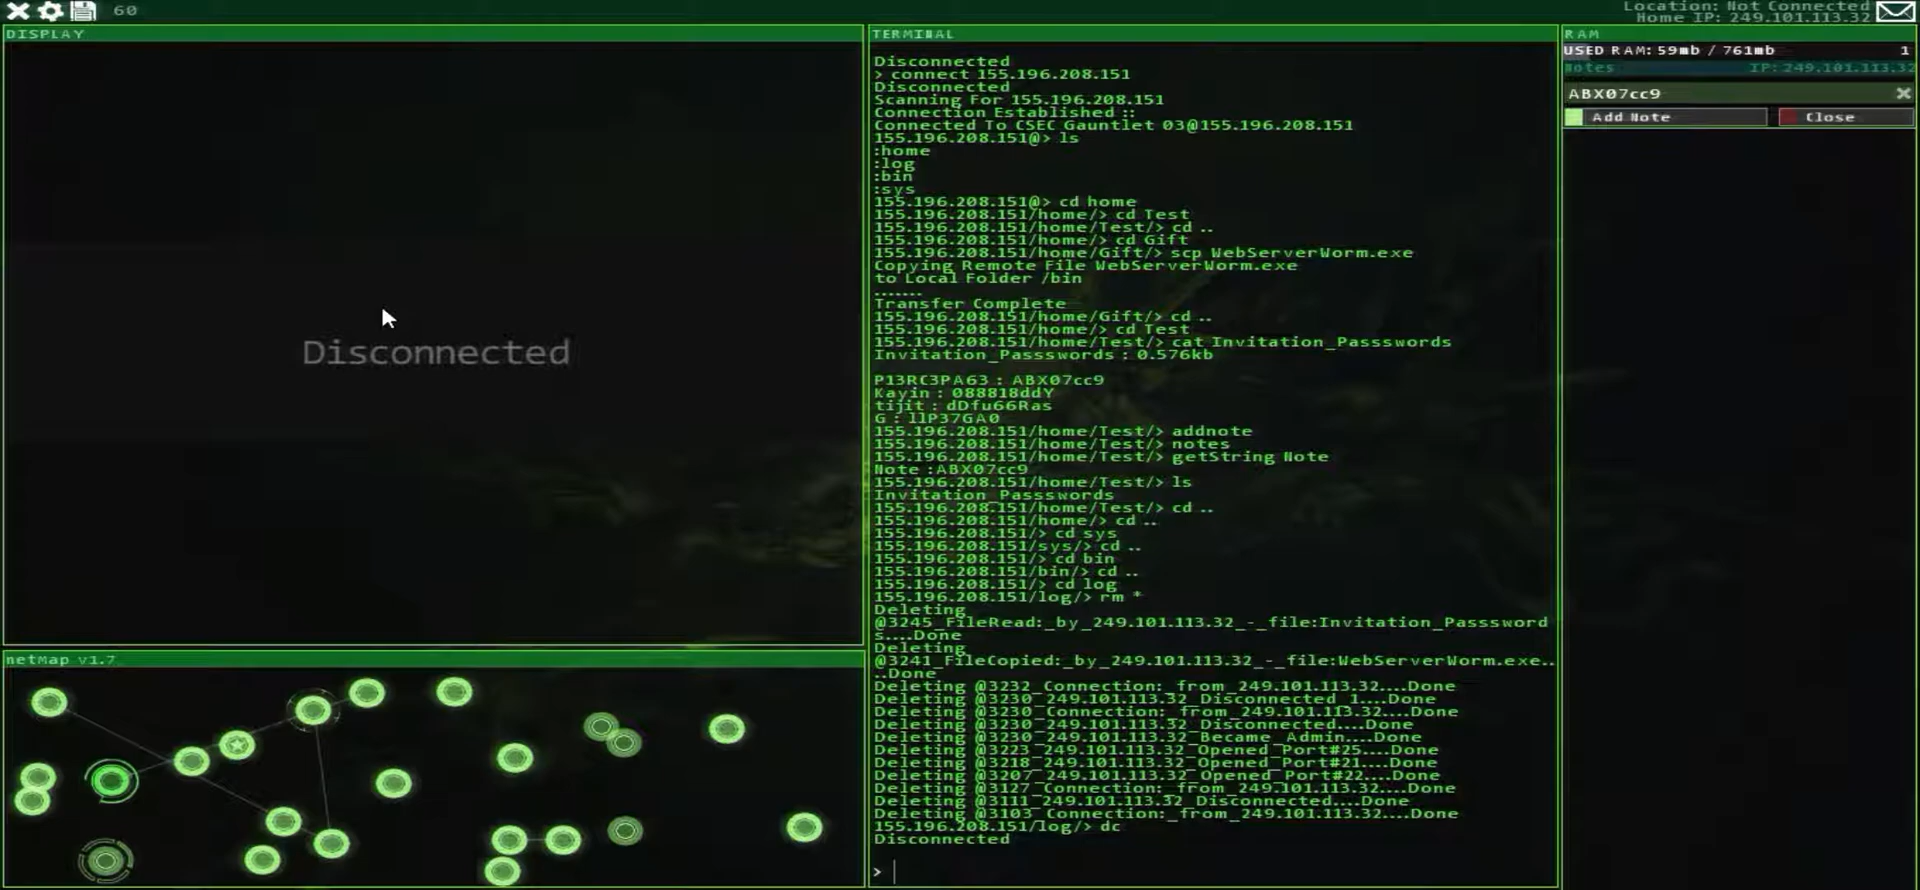 60
Location: Not Connected
Home IP: 249.101.113.32
DISPLAY
Disconnected
netMap v1.7
TERMINAL
Disconnected
> connect 155.196.208.151
Disconnected
Scanning For 155.196.208.151
Connection Established ::
Connected To CSEC Gauntlet 03@155.196.208.151
155.196.208.151@> ls
:home
:log
:bin
:sys
155.196.208.151@> cd home
155.196.208.151/home/> cd Test
155.196.208.151/home/Test/> cd ..
155.196.208.151/home/> cd Gift
155.196.208.151/home/Gift/> scp WebServerWorm.exe
Copying Remote File WebServerWorm.exe
to Local Folder /bin
.......
Transfer Complete
155.196.208.151/home/Gift/> cd ..
155.196.208.151/home/> cd Test
155.196.208.151/home/Test/> cat Invitation_Passswords
Invitation_Passswords : 0.576kb
P13RC3PA63 : ABX07cc9
Kayin : 088818ddY
tijit : dDfu66Ras
G : llP37GA0
155.196.208.151/home/Test/> addnote
155.196.208.151/home/Test/> notes
155.196.208.151/home/Test/> getString Note
Note :ABX07cc9
155.196.208.151/home/Test/> ls
Invitation_Passswords
155.196.208.151/home/Test/> cd ..
155.196.208.151/home/> cd ..
155.196.208.151/> cd sys
155.196.208.151/sys/> cd ..
155.196.208.151/> cd bin
155.196.208.151/bin/> cd ..
155.196.208.151/> cd log
155.196.208.151/log/> rm *
Deleting
@3245_FileRead:_by_249.101.113.32_-_file:Invitation_Passsword
s....Done
Deleting
@3241_FileCopied:_by_249.101.113.32_-_file:WebServerWorm.exe..
..Done
Deleting @3232_Connection:_from_249.101.113.32....Done
Deleting @3230_249.101.113.32_Disconnected_1....Done
Deleting @3230_Connection:_from_249.101.113.32....Done
Deleting @3230_249.101.113.32_Disconnected....Done
Deleting @3230_249.101.113.32_Became_Admin....Done
Deleting @3223_249.101.113.32_Opened_Port#25....Done
Deleting @3218_249.101.113.32_Opened_Port#21....Done
Deleting @3207_249.101.113.32_Opened_Port#22....Done
Deleting @3127_Connection:_from_249.101.113.32....Done
Deleting @3111_249.101.113.32_Disconnected....Done
Deleting @3103_Connection:_from_249.101.113.32....Done
155.196.208.151/log/> dc
Disconnected
>
RAM
USED RAM: 59mb / 761mb 1
Notes IP: 249.101.113.32
ABX07cc9
Add Note Close